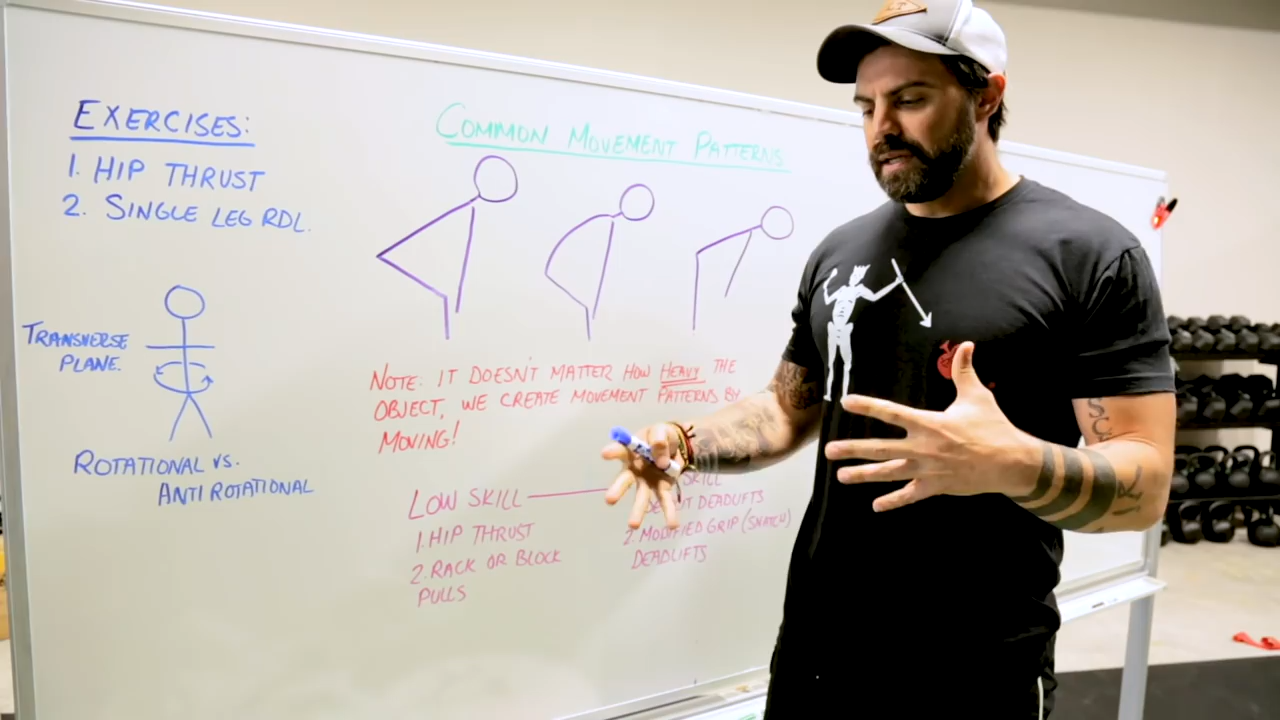 EXERCISES:
1. HIP THRUST
2. SINGLE LEG RDL.
TRANSVERSE
PLANE.
ROTATIONAL VS.
ANTI ROTATIONAL
COMMON MOVEMENT PATTERNS
NOTE: IT DOESN'T MATTER HOW HEAVY THE
OBJECT, WE CREATE MOVEMENT PATTERNS BY
MOVING!
LOW SKILL
1. HIP THRUST
2. RACK OR BLOCK
PULLS
SKILL
DEADLIFTS
2. MODIFIED GRIP (SNATCH)
DEADLIFTS